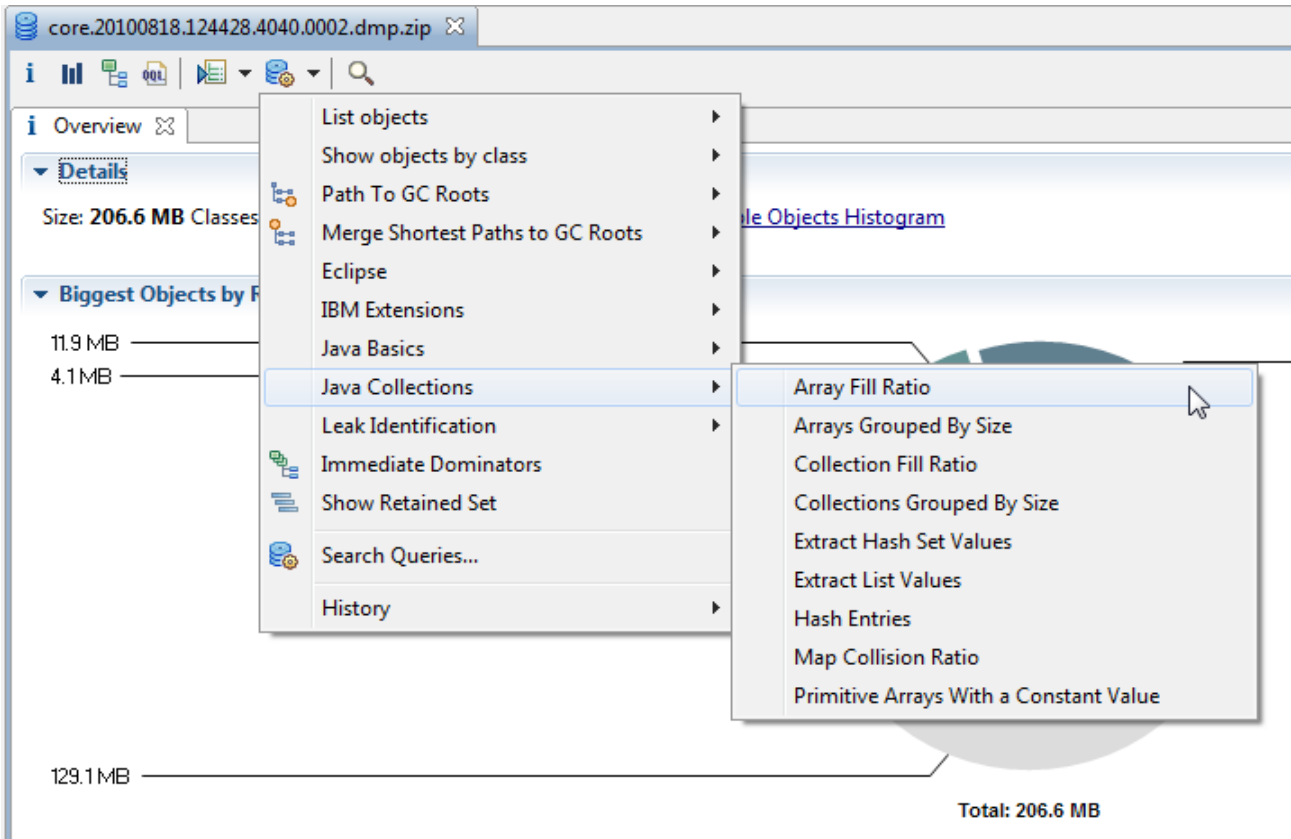 core.20100818.124428.4040.0002.dmp.zip
i OQL
i Overview
Details
Size: 206.6 MB Classes
Objects Histogram
Biggest Objects by
11.9 MB
4.1 MB
129.1 MB
Total: 206.6 MB
List objects
Show objects by class
Path To GC Roots
Merge Shortest Paths to GC Roots
Eclipse
IBM Extensions
Java Basics
Java Collections
Leak Identification
Immediate Dominators
Show Retained Set
Search Queries...
History
Array Fill Ratio
Arrays Grouped By Size
Collection Fill Ratio
Collections Grouped By Size
Extract Hash Set Values
Extract List Values
Hash Entries
Map Collision Ratio
Primitive Arrays With a Constant Value